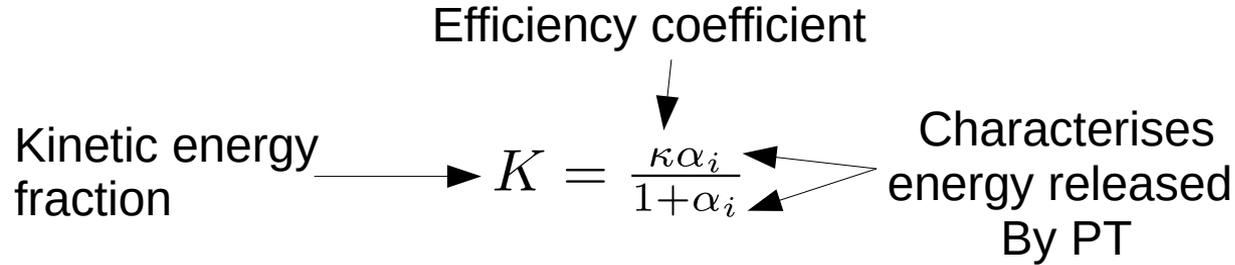 Efficiency coefficient
Kinetic energy
fraction
K = κα_i / 1+α_i
Characterises
energy released
By PT